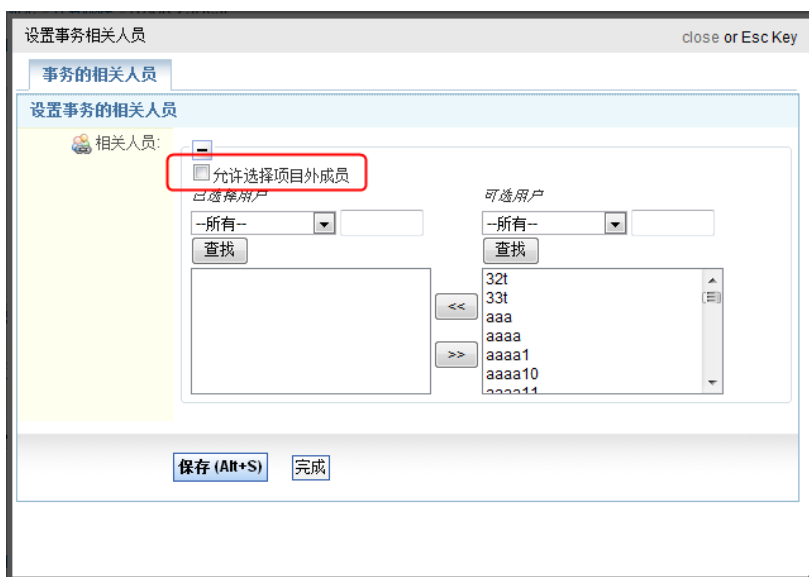 设置事务相关人员
close or Esc Key
事务的相关人员
设置事务的相关人员
相关人员:
允许选择项目外成员
已选择用户
可选用户
--所有--
--所有--
查找
查找
32t
33t
aaa
aaaa
aaaa1
aaaa10
aaaa11
<<
>>
保存 (Alt+S)
完成